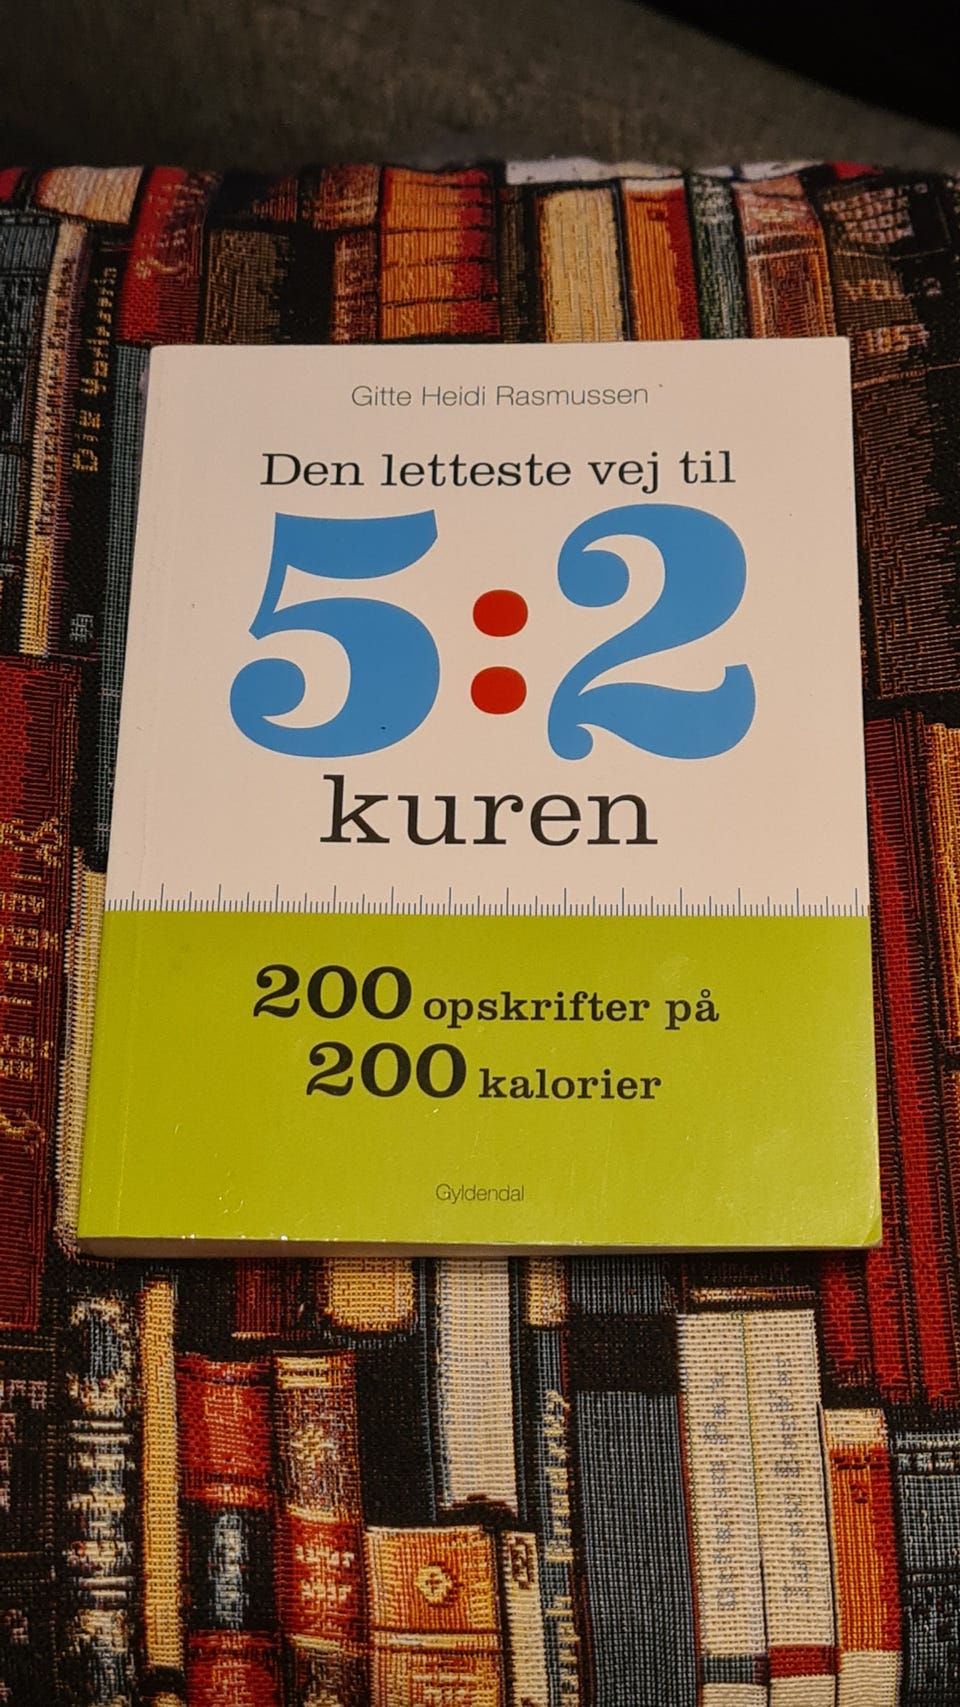 Gitte Heidi Rasmussen
Den letteste vej til
5:2
kuren
200 opskrifter på
200 kalorier
Gyldendal